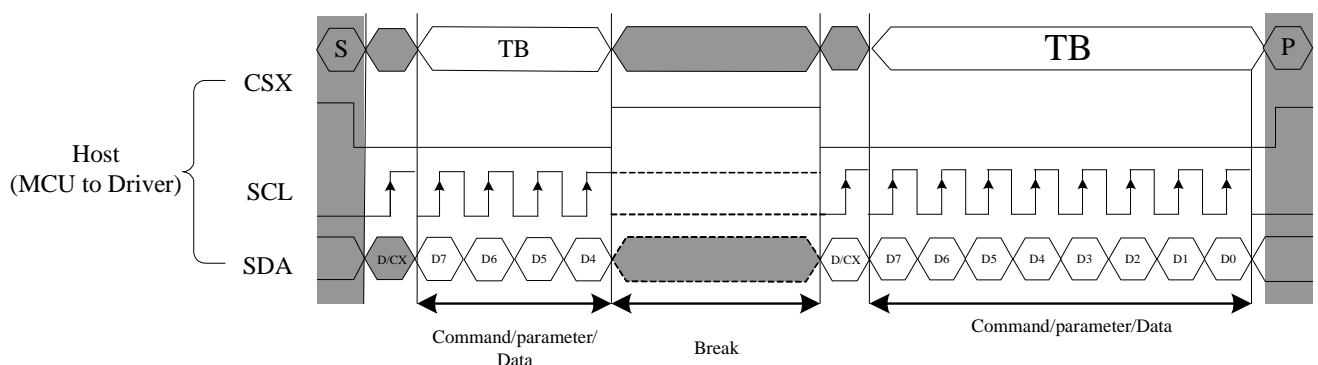 S TB TB P
CSX
Host
(MCU to Driver)
SCL
SDA D/CX D7 D6 D5 D4 D/CX D7 D6 D5 D4 D3 D2 D1 D0
Command/parameter/
Data
Break
Command/parameter/Data